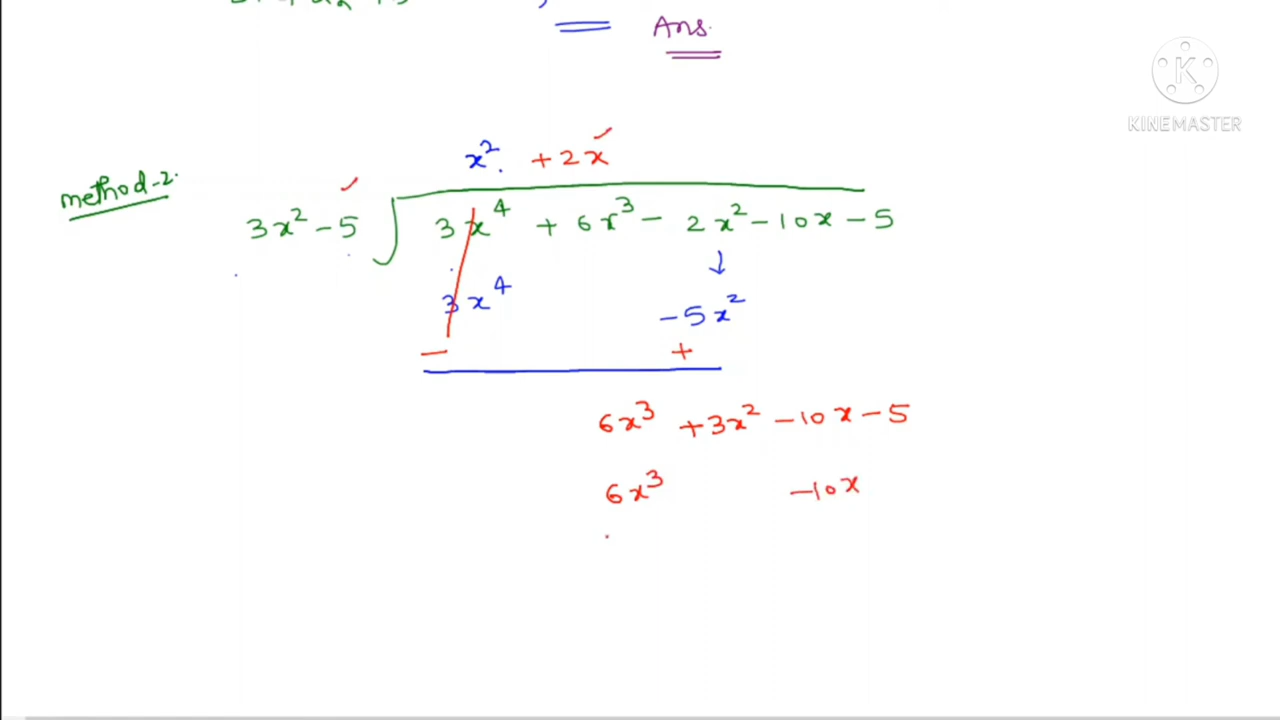 Ans.
K
KINEMASTER
x² + 2x
method-2.
3x² - 5 3x⁴ + 6x³ - 2x² - 10x - 5
↓
3x⁴ - 5x²
- +
6x³ + 3x² - 10x - 5
6x³ - 10x